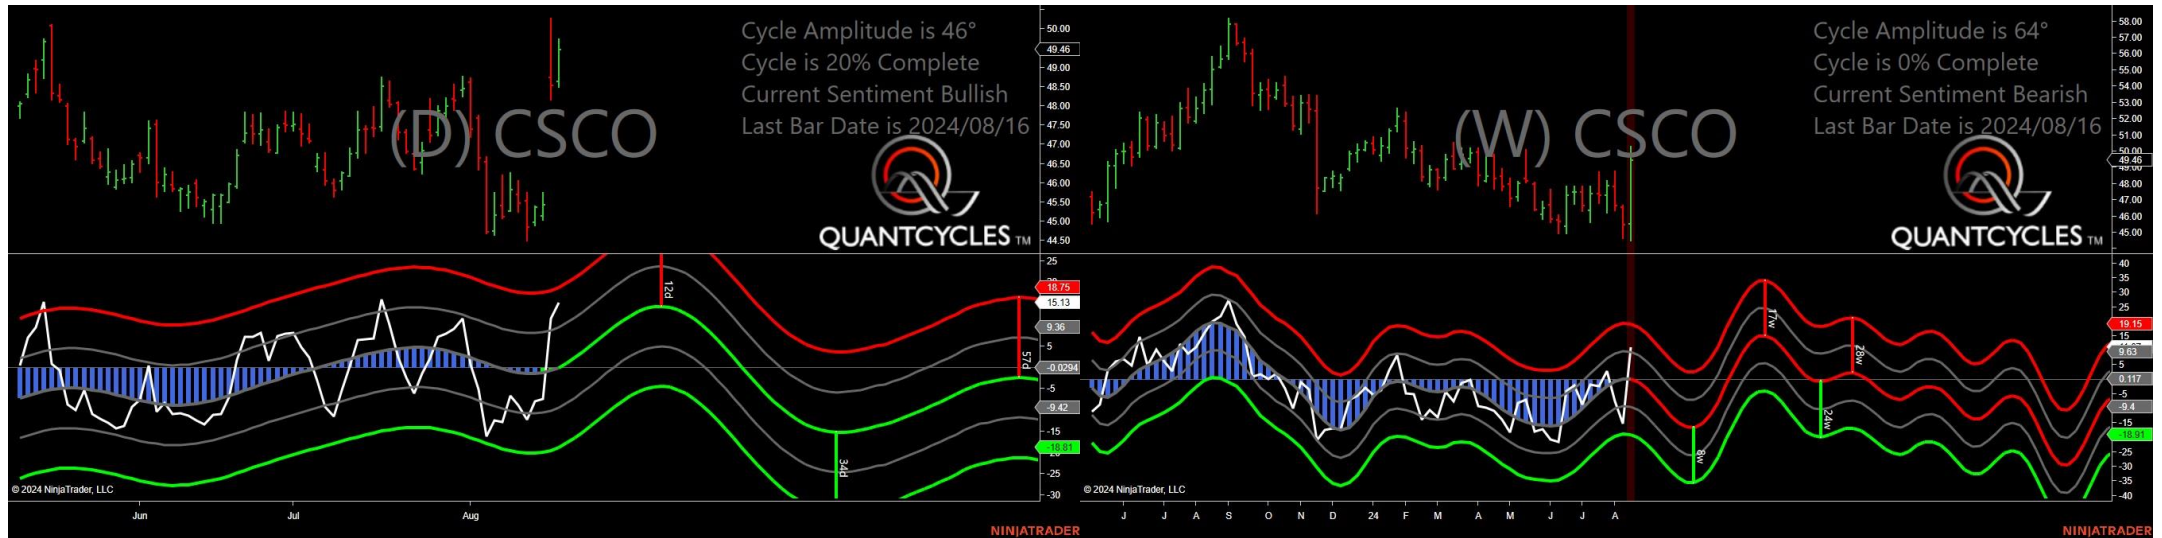 Cycle Amplitude is 46°
Cycle is 20% Complete
Current Sentiment Bullish
Last Bar Date is 2024/08/16
(D) CSCO
QUANTCYCLES TM
50.00
49.46
49.00
48.50
48.00
47.50
47.00
46.50
46.00
45.50
45.00
44.50
25
18.75
15.13
9.36
5
-0.0294
-5
-9.42
-15
-18.81
-25
-30
12d
34d
57d
© 2024 NinjaTrader, LLC
Jun Jul Aug
NINJATRADER
Cycle Amplitude is 64°
Cycle is 0% Complete
Current Sentiment Bearish
Last Bar Date is 2024/08/16
(W) CSCO
QUANTCYCLES TM
58.00
57.00
56.00
55.00
54.00
53.00
52.00
51.00
50.00
49.46
49.00
48.00
47.00
46.00
45.00
40
35
30
25
19.15
15
9.63
5
0.117
-5
-9.4
-15
-18.91
-25
-30
-35
-40
8w
17w
24w
28w
© 2024 NinjaTrader, LLC
J J A S O N D 24 F M A M J J A
NINJATRADER